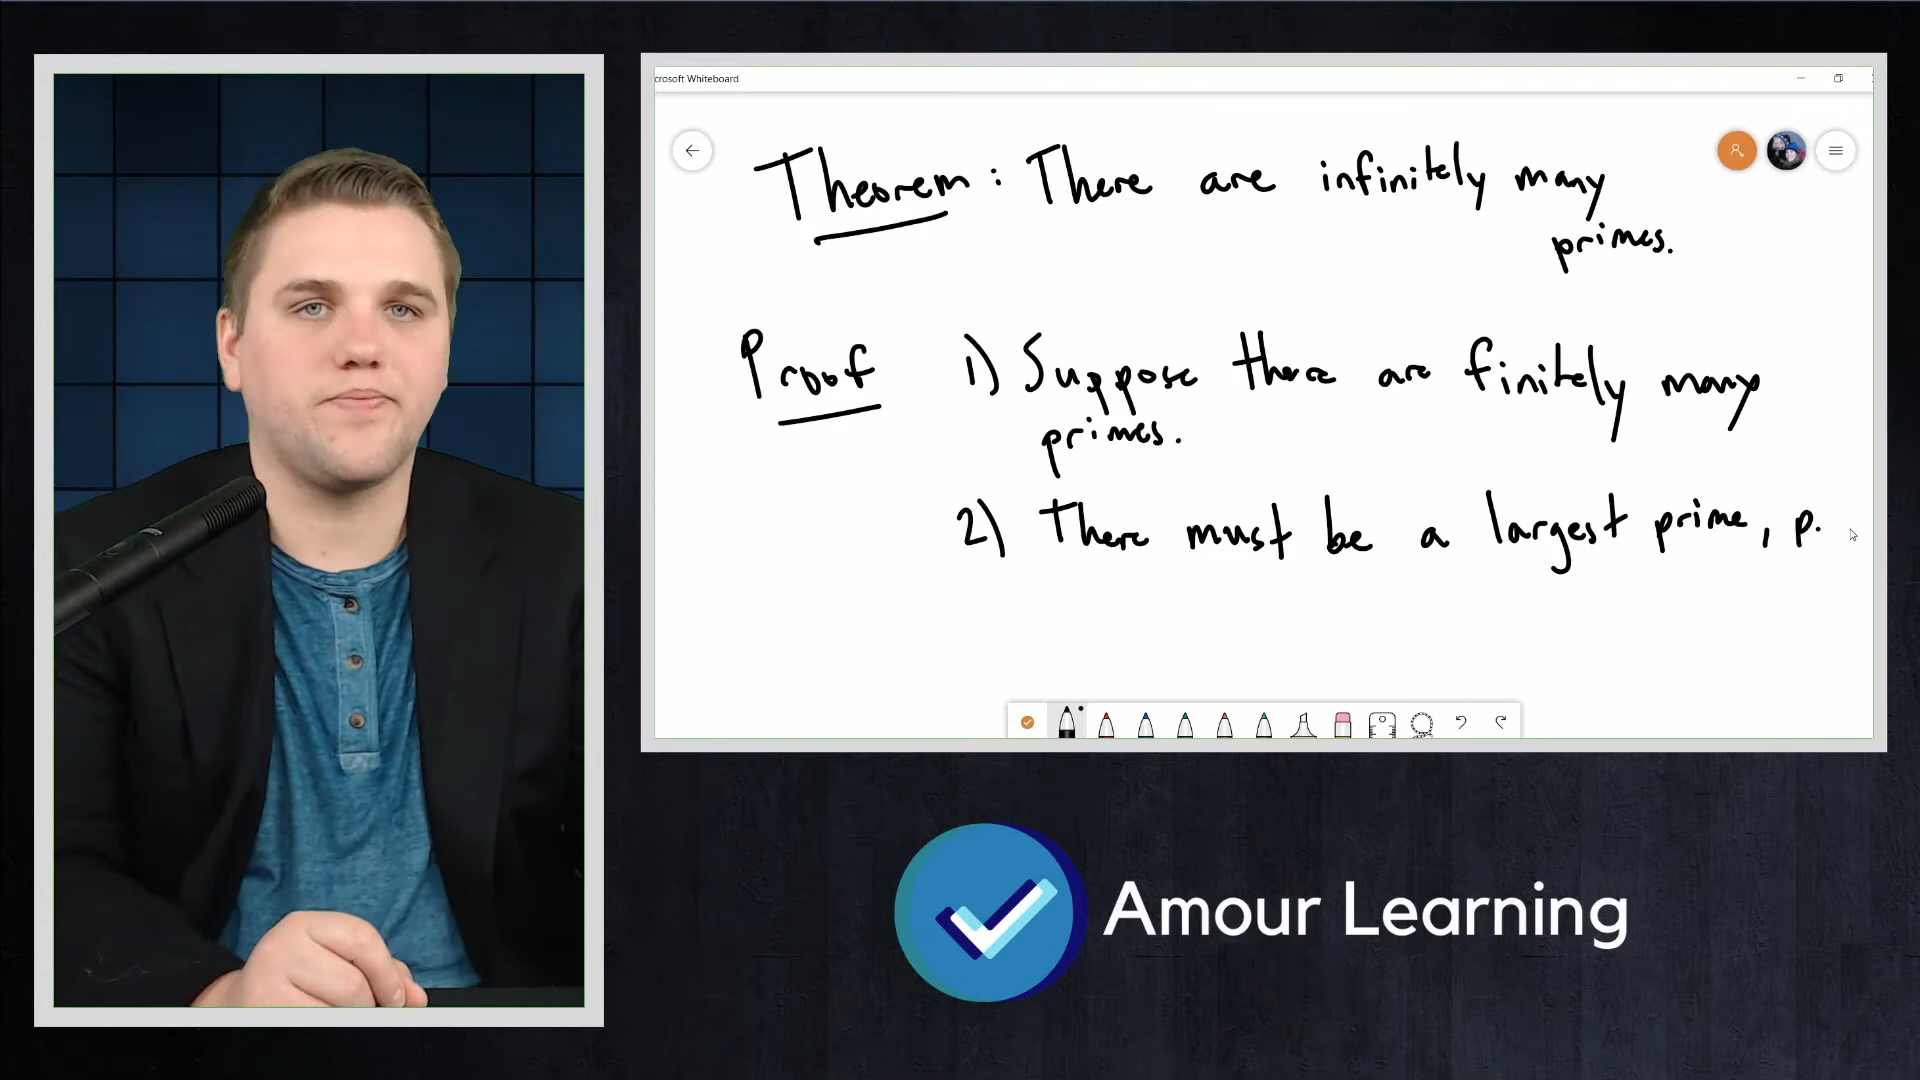 crosoft Whiteboard
Theorem: There are infinitely many
primes.
Proof 1) Suppose there are finitely many
primes.
2) There must be a largest prime, p.
Amour Learning